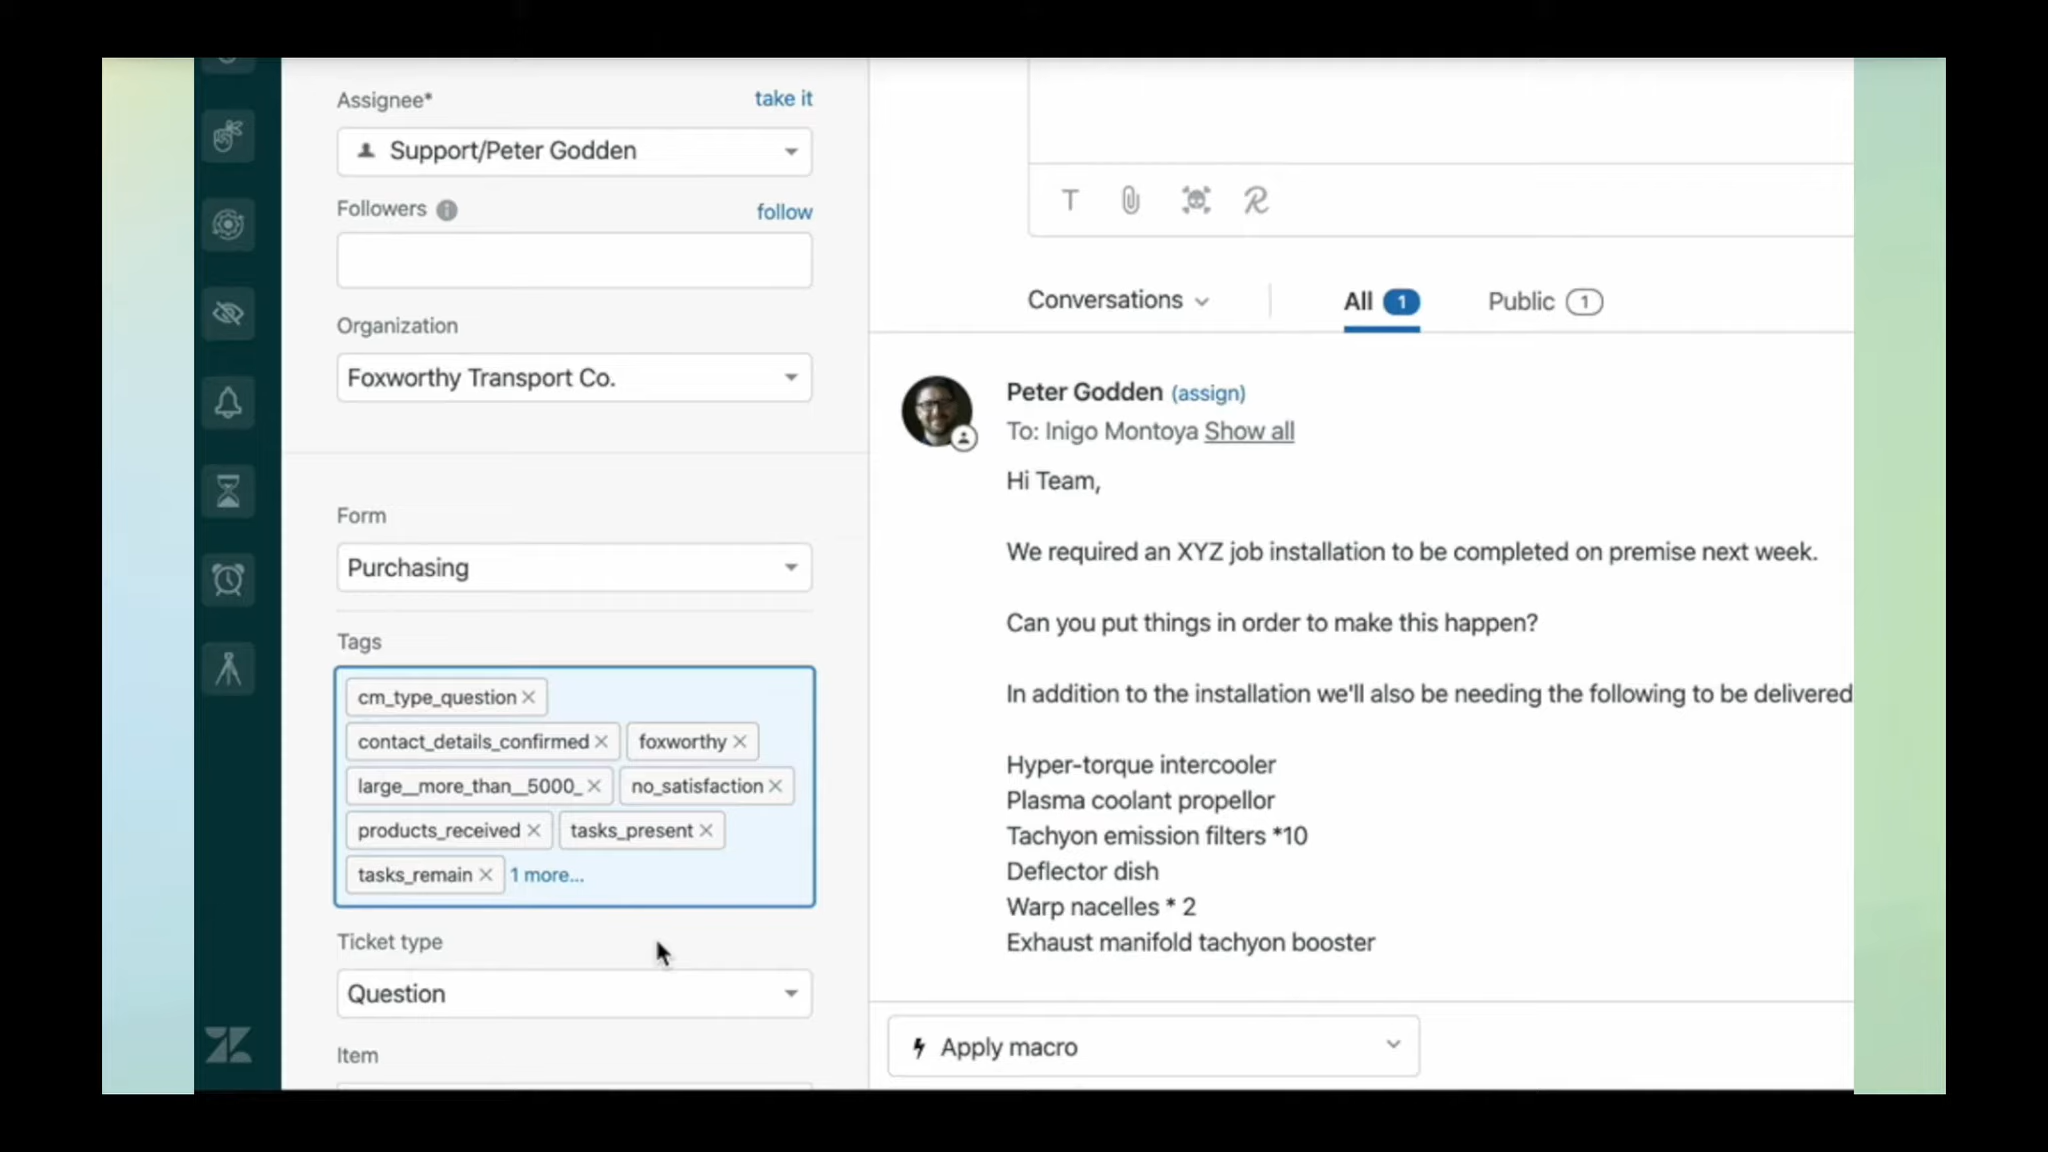 Assignee*
take it
Support/Peter Godden
Followers
follow
Organization
Foxworthy Transport Co.
Form
Purchasing
Tags
cm_type_question
contact_details_confirmed
foxworthy
large__more_than__5000_
no_satisfaction
products_received
tasks_present
tasks_remain
1 more...
Ticket type
Question
Item
Conversations
All 1
Public 1
Peter Godden (assign)
To: Inigo Montoya Show all
Hi Team,
We required an XYZ job installation to be completed on premise next week.
Can you put things in order to make this happen?
In addition to the installation we'll also be needing the following to be delivered
Hyper-torque intercooler
Plasma coolant propellor
Tachyon emission filters *10
Deflector dish
Warp nacelles * 2
Exhaust manifold tachyon booster
Apply macro